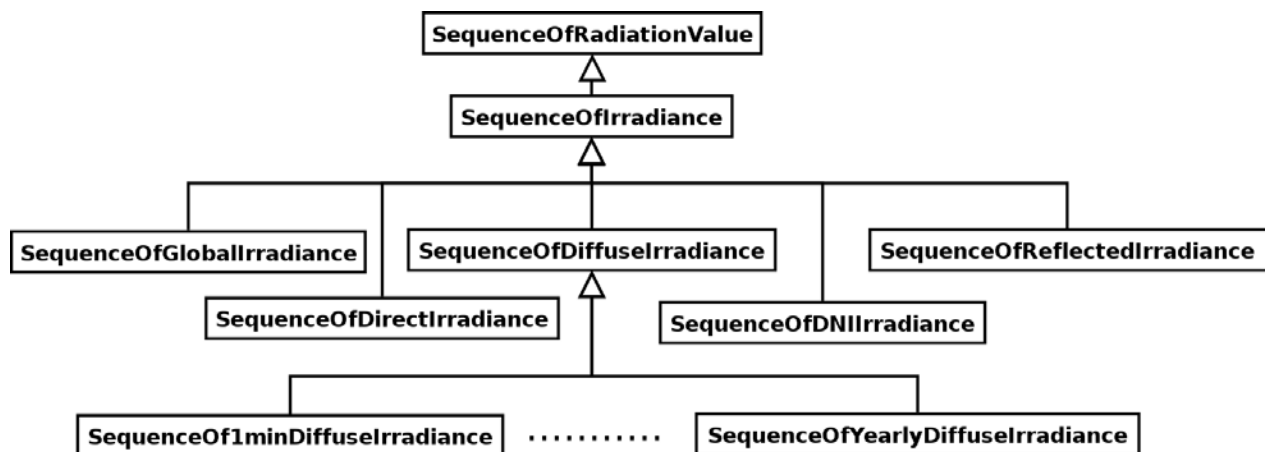 SequenceOfRadiationValue
SequenceOfIrradiance
SequenceOfGlobalIrradiance
SequenceOfDiffuseIrradiance
SequenceOfReflectedIrradiance
SequenceOfDirectIrradiance
SequenceOfDNIIrradiance
SequenceOf1minDiffuseIrradiance
SequenceOfYearlyDiffuseIrradiance